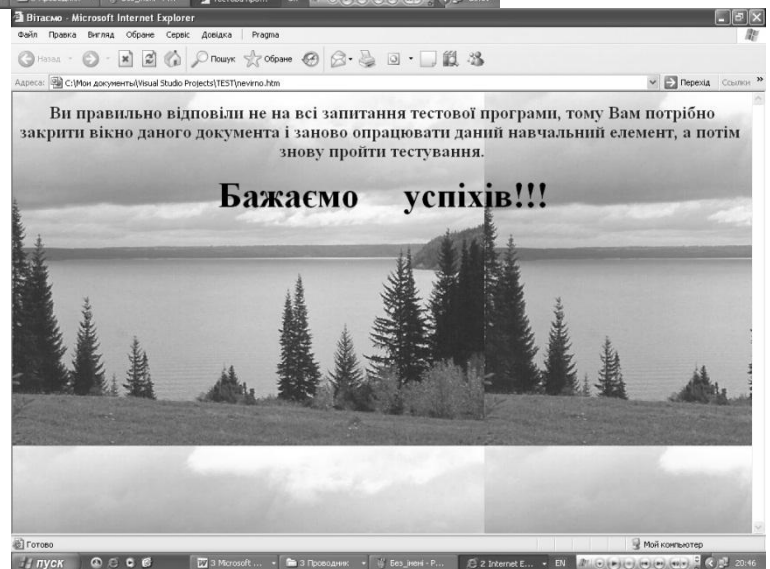 Вітаємо - Microsoft Internet Explorer
Файл Правка Вигляд Обране Сервіс Довідка Pragma
Назад Пошук Обране
Адреса: C:\Мои документы\Visual Studio Projects\TEST\nevirno.htm Перехід Ссылки »
Ви правильно відповіли не на всі запитання тестової програми, тому Вам потрібно
закрити вікно даного документа і заново опрацювати даний навчальний елемент, а потім
знову пройти тестування.
Бажаємо успіхів!!!
Готово Мой компьютер
пуск 3 Microsoft ... 3 Проводник Без_імені - P... 2 Internet E... EN 20:46